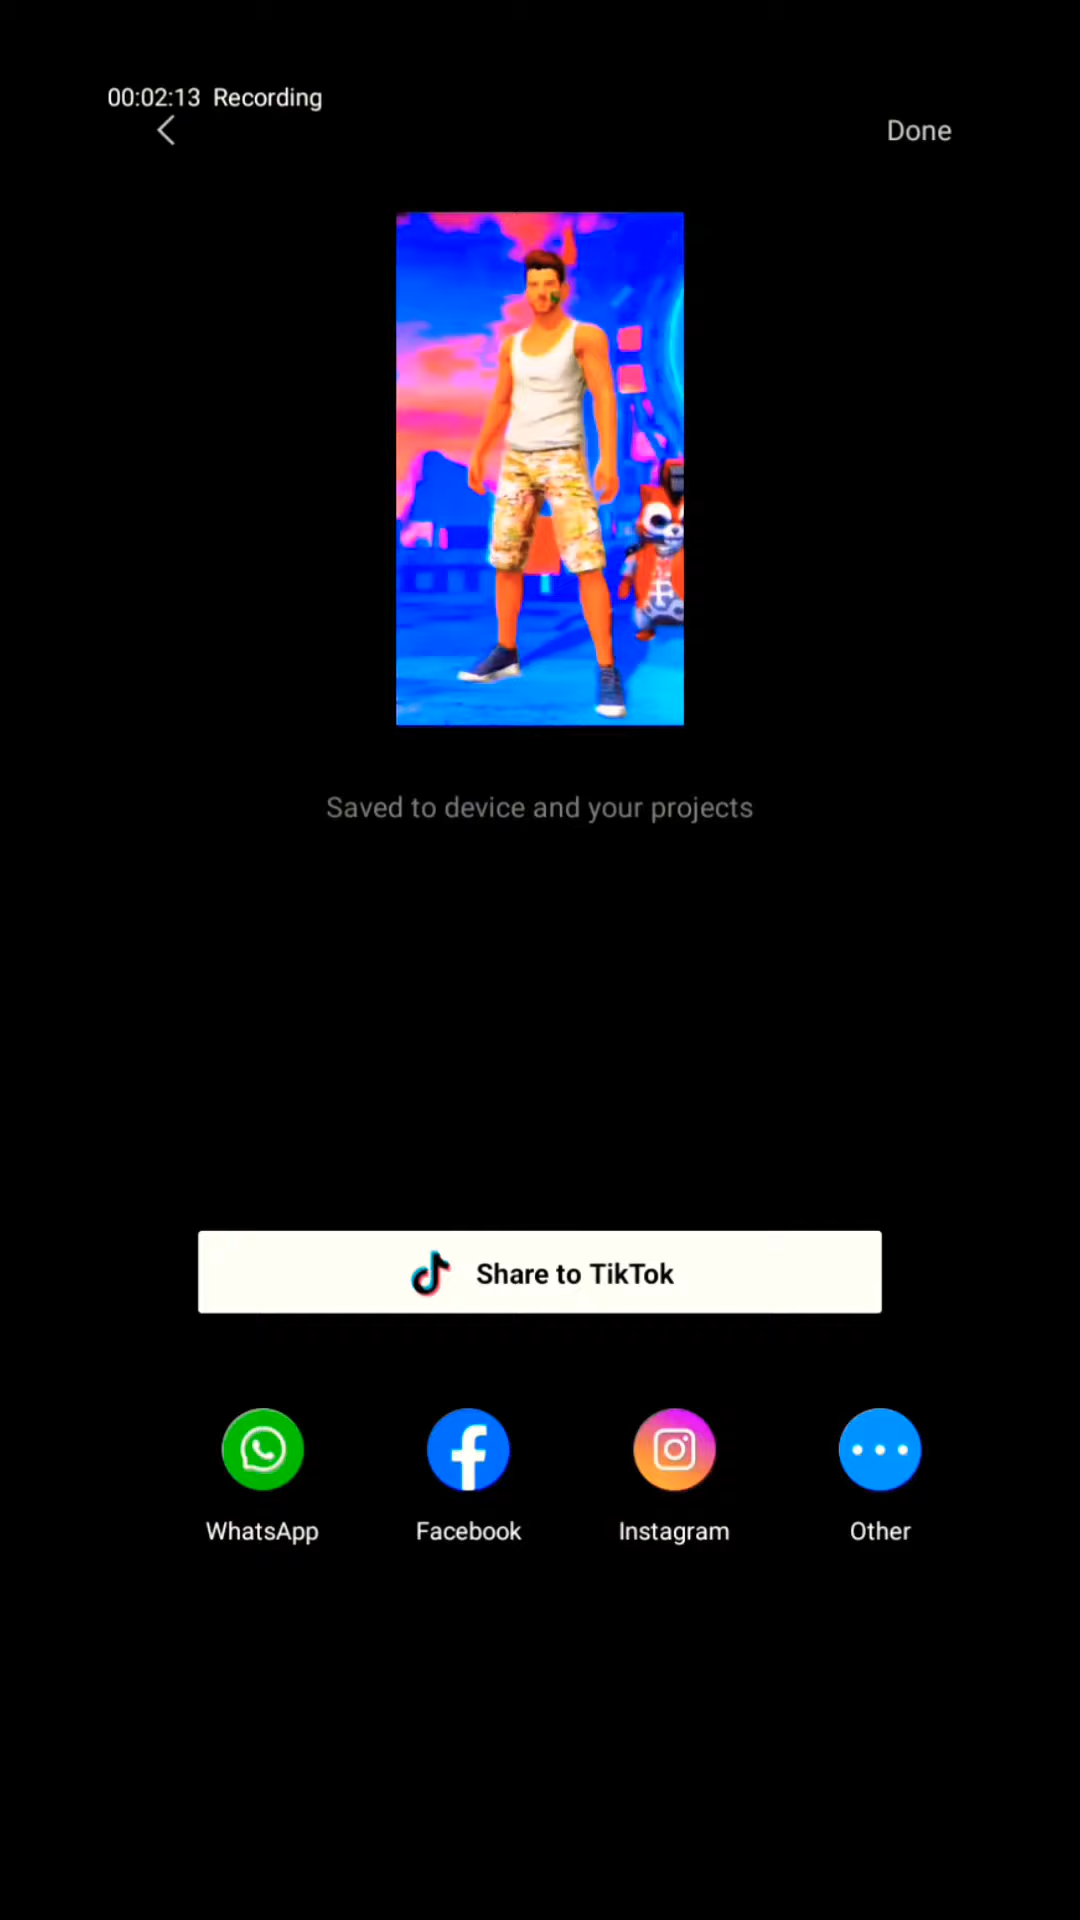 00:02:13 Recording
Done
Saved to device and your projects
Share to TikTok
WhatsApp
Facebook
Instagram
Other